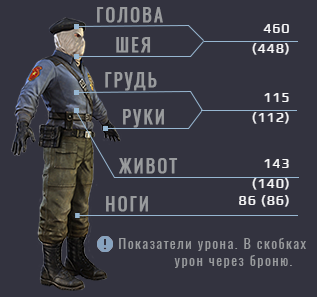 ГОЛОВА
460
ШЕЯ
(448)
ГРУДЬ
115
РУКИ
(112)
ЖИВОТ
143
(140)
НОГИ
86 (86)
! Показатели урона. В скобках
урон через броню.